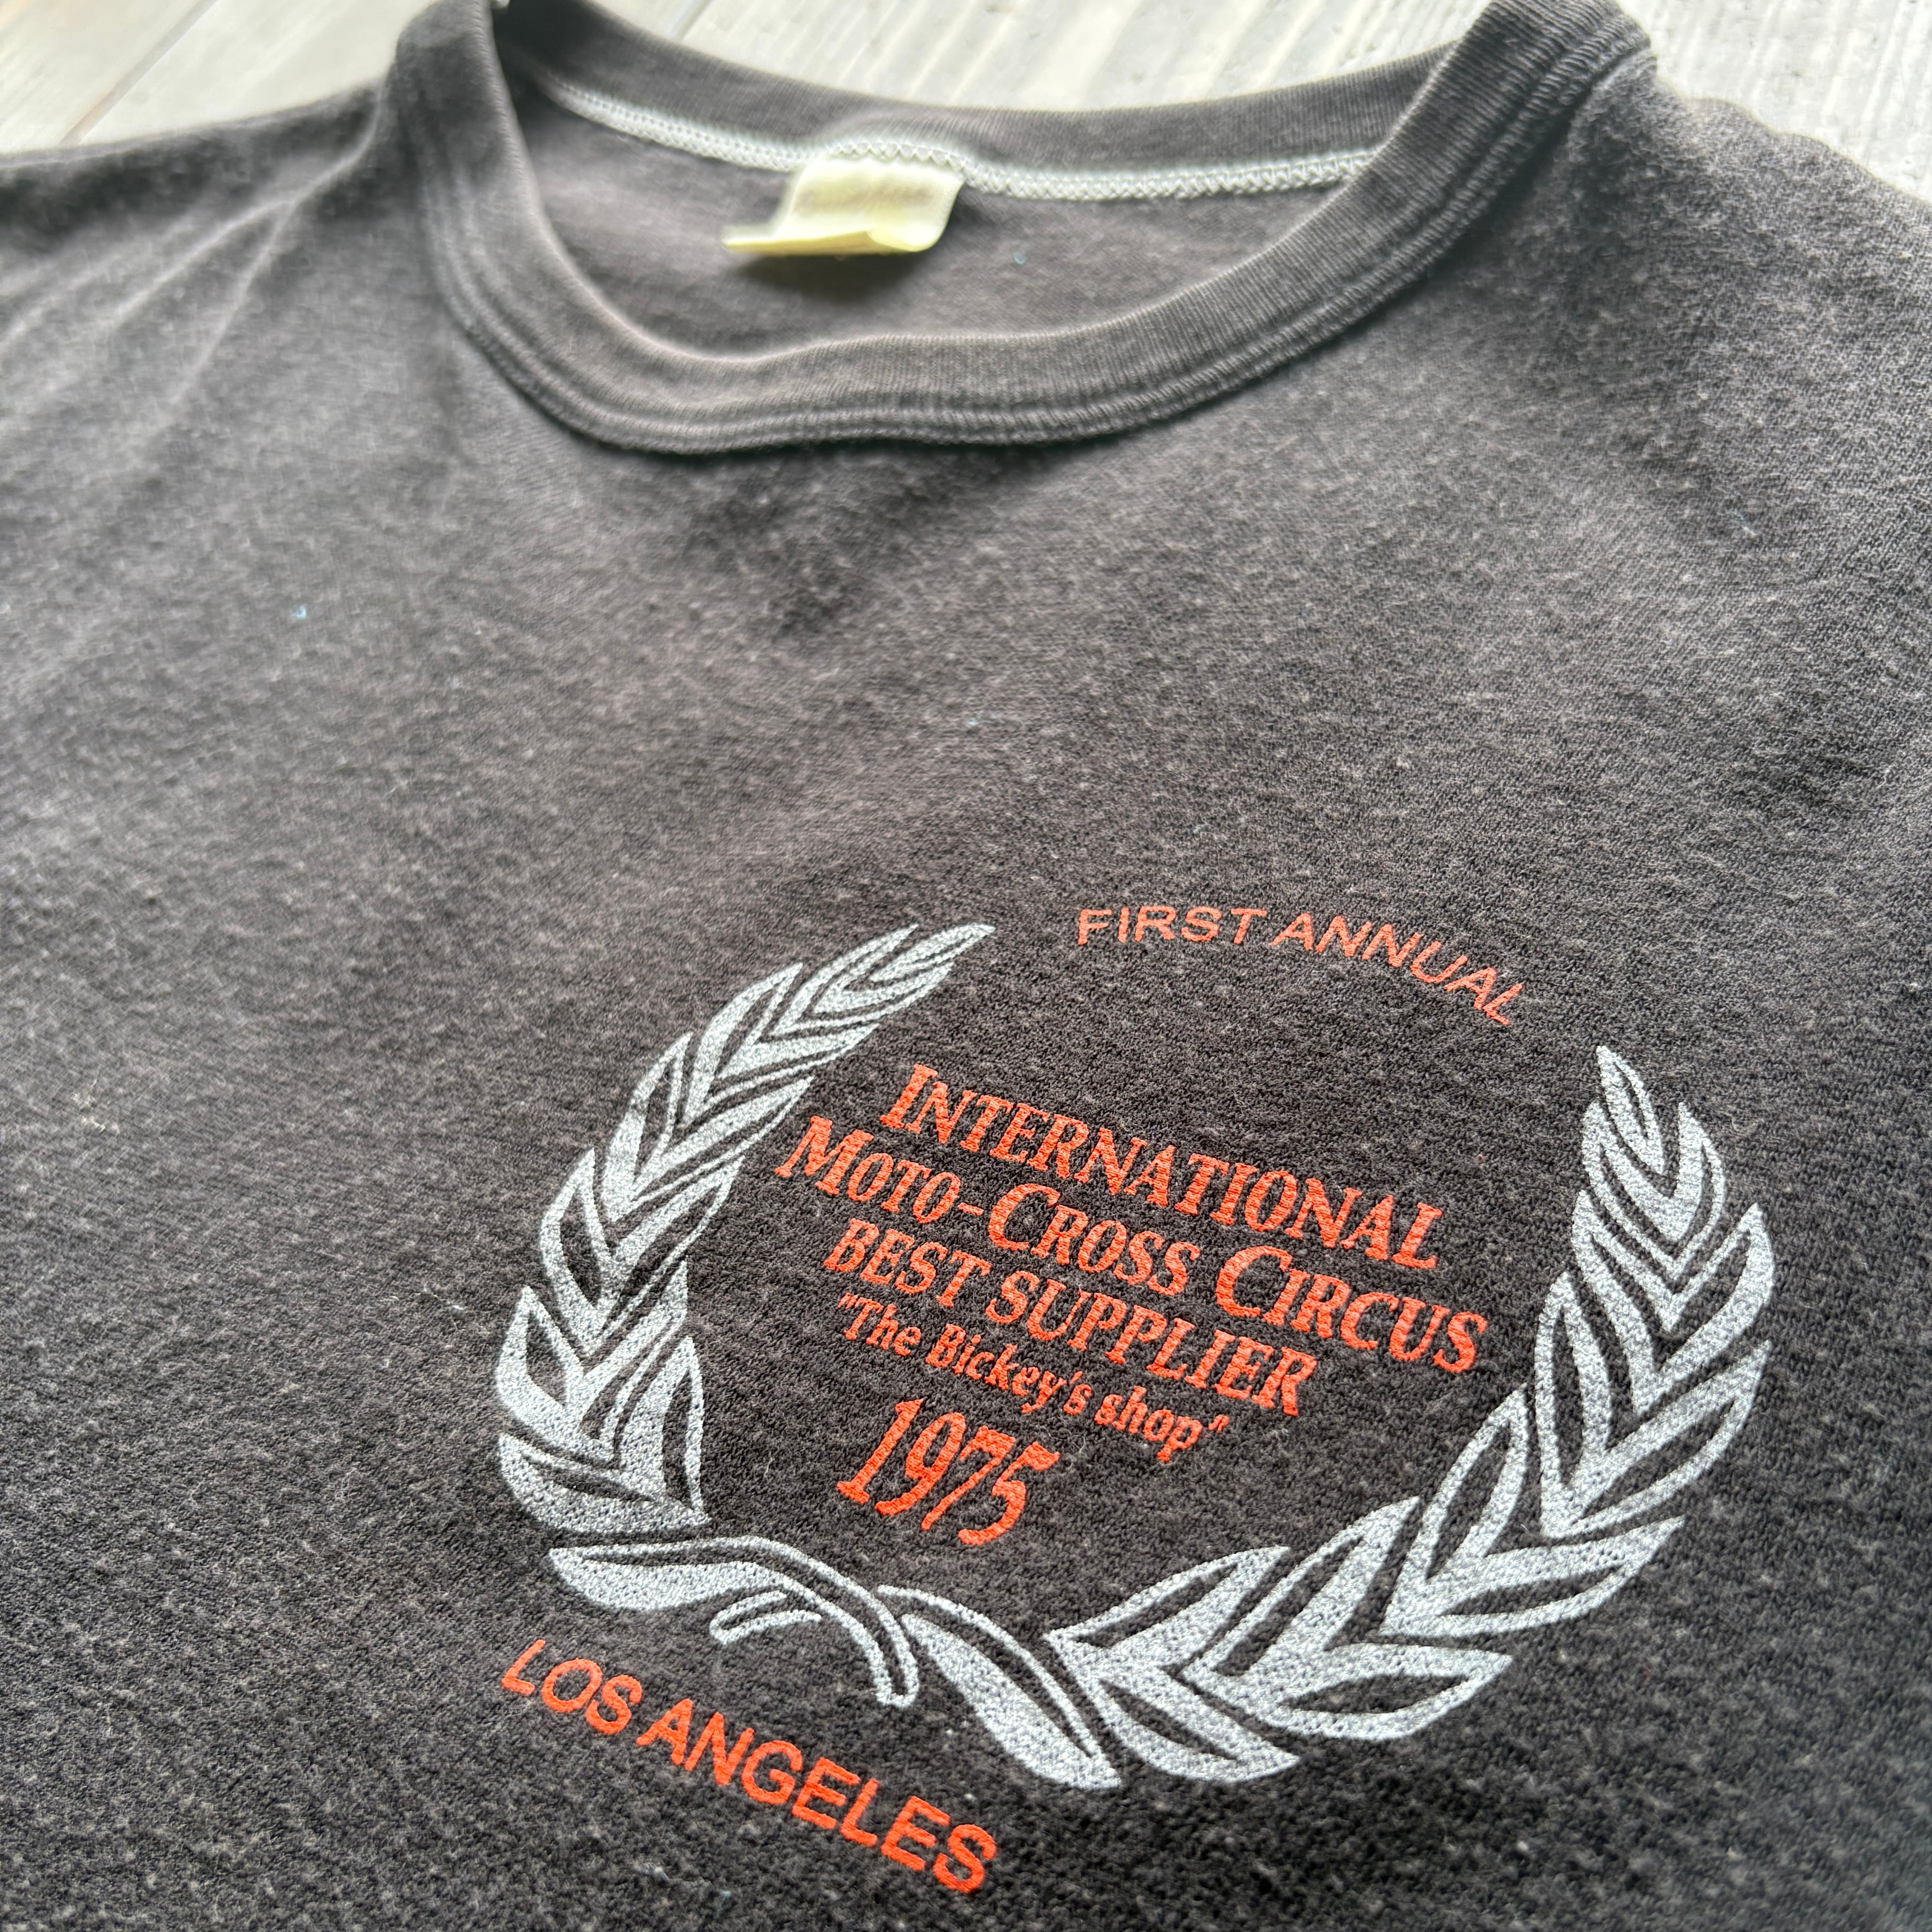 FIRST ANNUAL
INTERNATIONAL
MOTO-CROSS CIRCUS
BEST SUPPLIER
"The Bickey's shop"
1975
LOS ANGELES